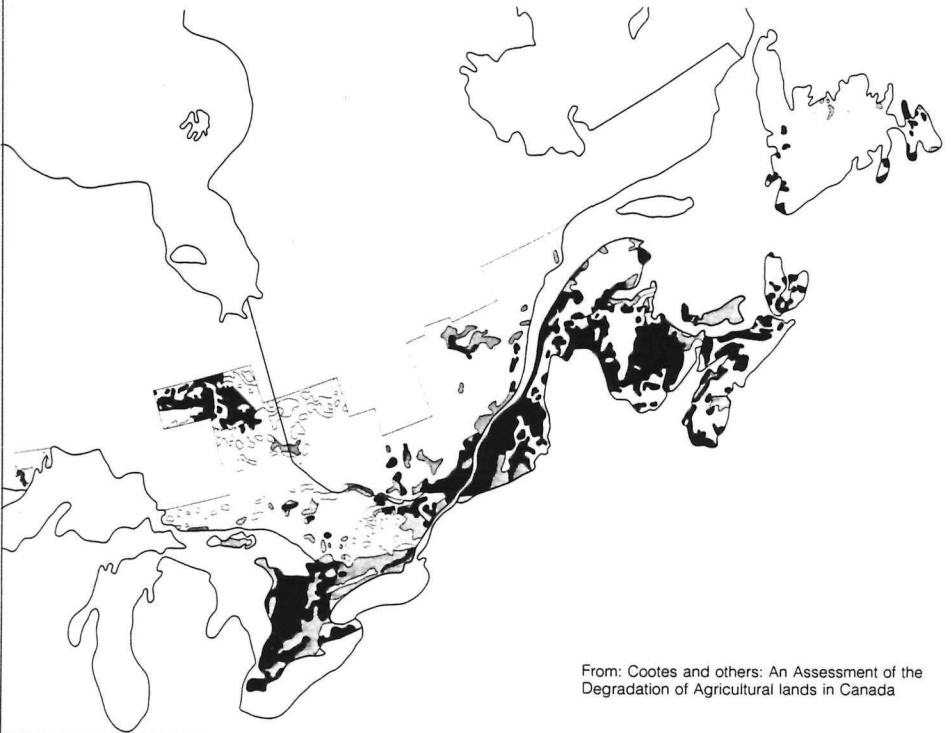 From: Cootes and others: An Assessment of the
Degradation of Agricultural lands in Canada